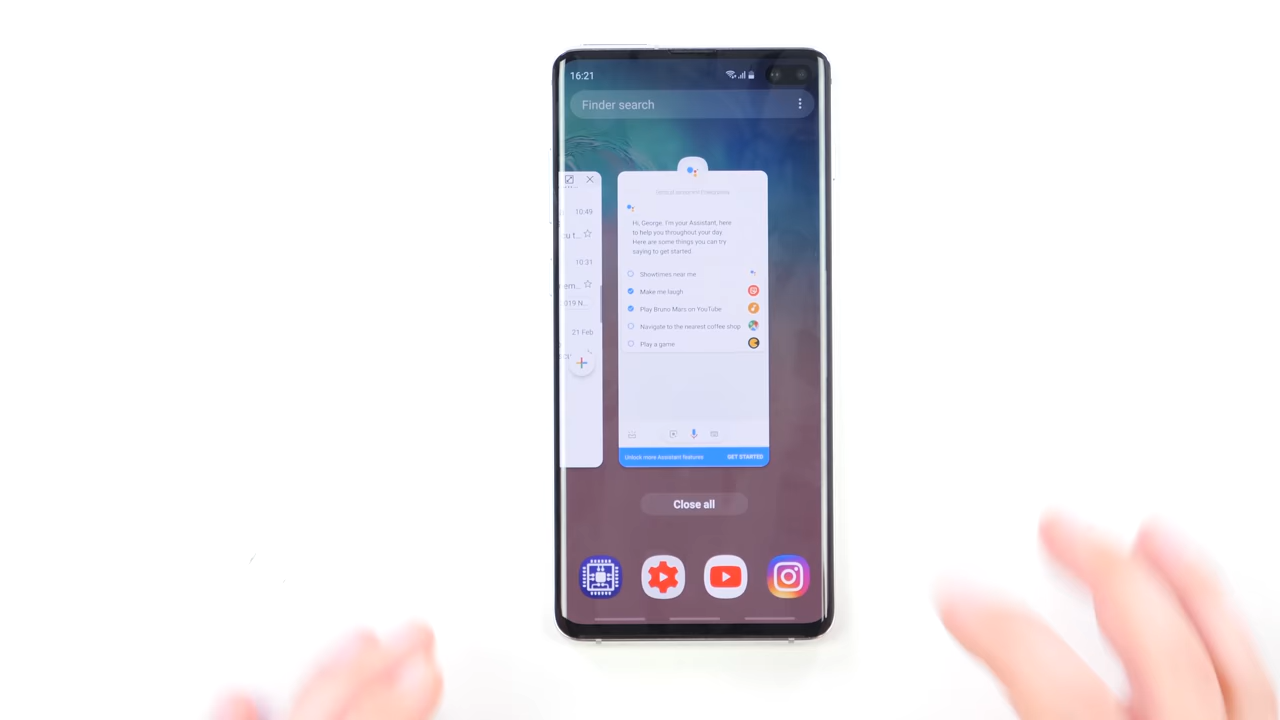 16:21
Finder search
10:49
10:31
2019 N...
21 Feb
Hi, George, I'm your Assistant, here
to help you throughout your day.
Here are some things you can try
saying to get started.
Showtimes near me
Make me laugh
Play Bruno Mars on YouTube
Navigate to the nearest coffee shop
Play a game
Unlock more Assistant features
GET STARTED
Close all